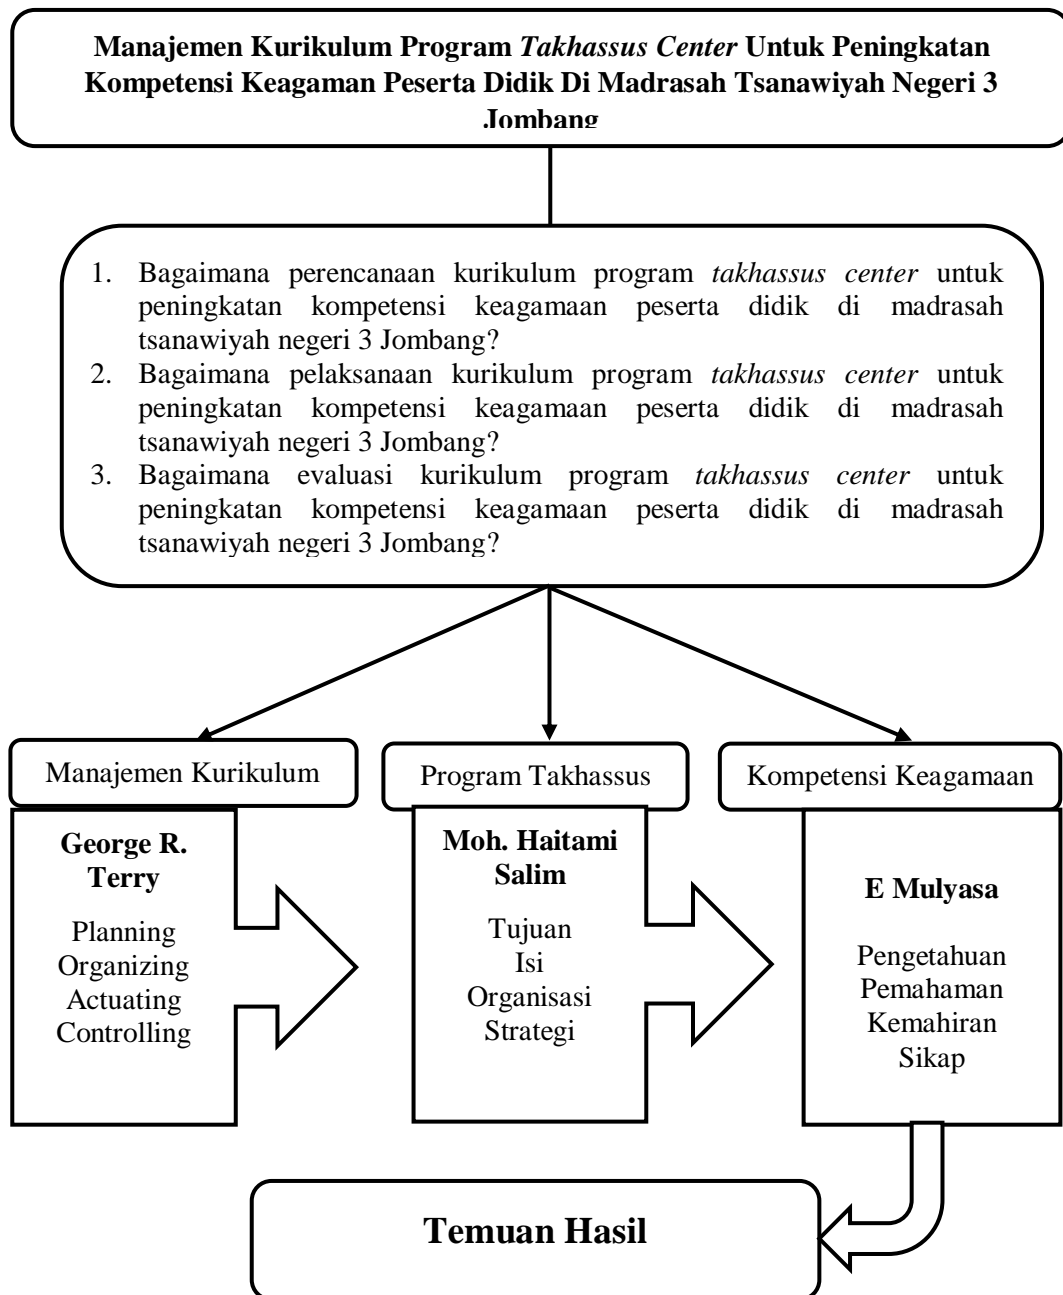 Manajemen Kurikulum Program Takhassus Center Untuk Peningkatan
Kompetensi Keagaman Peserta Didik Di Madrasah Tsanawiyah Negeri 3
Jombang
1. Bagaimana perencanaan kurikulum program takhassus center untuk
peningkatan kompetensi keagamaan peserta didik di madrasah
tsanawiyah negeri 3 Jombang?
2. Bagaimana pelaksanaan kurikulum program takhassus center untuk
peningkatan kompetensi keagamaan peserta didik di madrasah
tsanawiyah negeri 3 Jombang?
3. Bagaimana evaluasi kurikulum program takhassus center untuk
peningkatan kompetensi keagamaan peserta didik di madrasah
tsanawiyah negeri 3 Jombang?
Manajemen Kurikulum
George R.
Terry
Planning
Organizing
Actuating
Controlling
Program Takhassus
Moh. Haitami
Salim
Tujuan
Isi
Organisasi
Strategi
Kompetensi Keagamaan
E Mulyasa
Pengetahuan
Pemahaman
Kemahiran
Sikap
Temuan Hasil